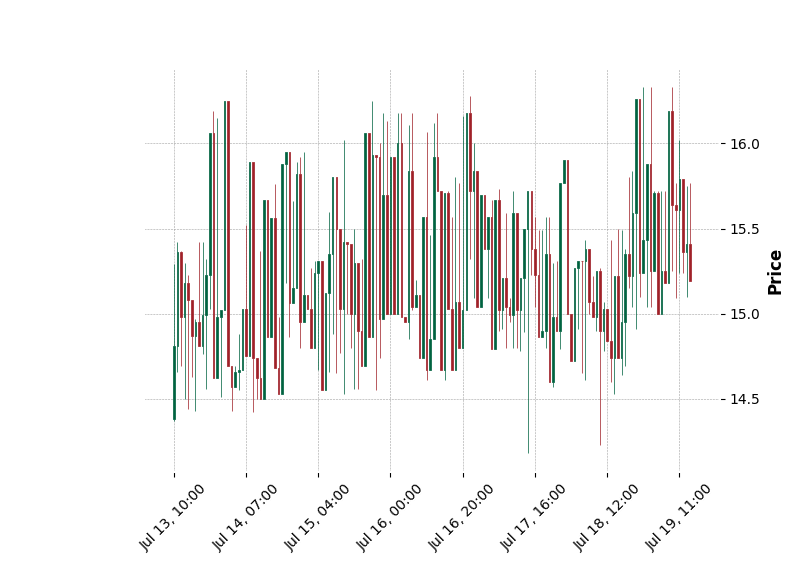 16.0
15.5
15.0
14.5
Price
Jul 13, 10:00
Jul 14, 07:00
Jul 15, 04:00
Jul 16, 00:00
Jul 16, 20:00
Jul 17, 16:00
Jul 18, 12:00
Jul 19, 11:00